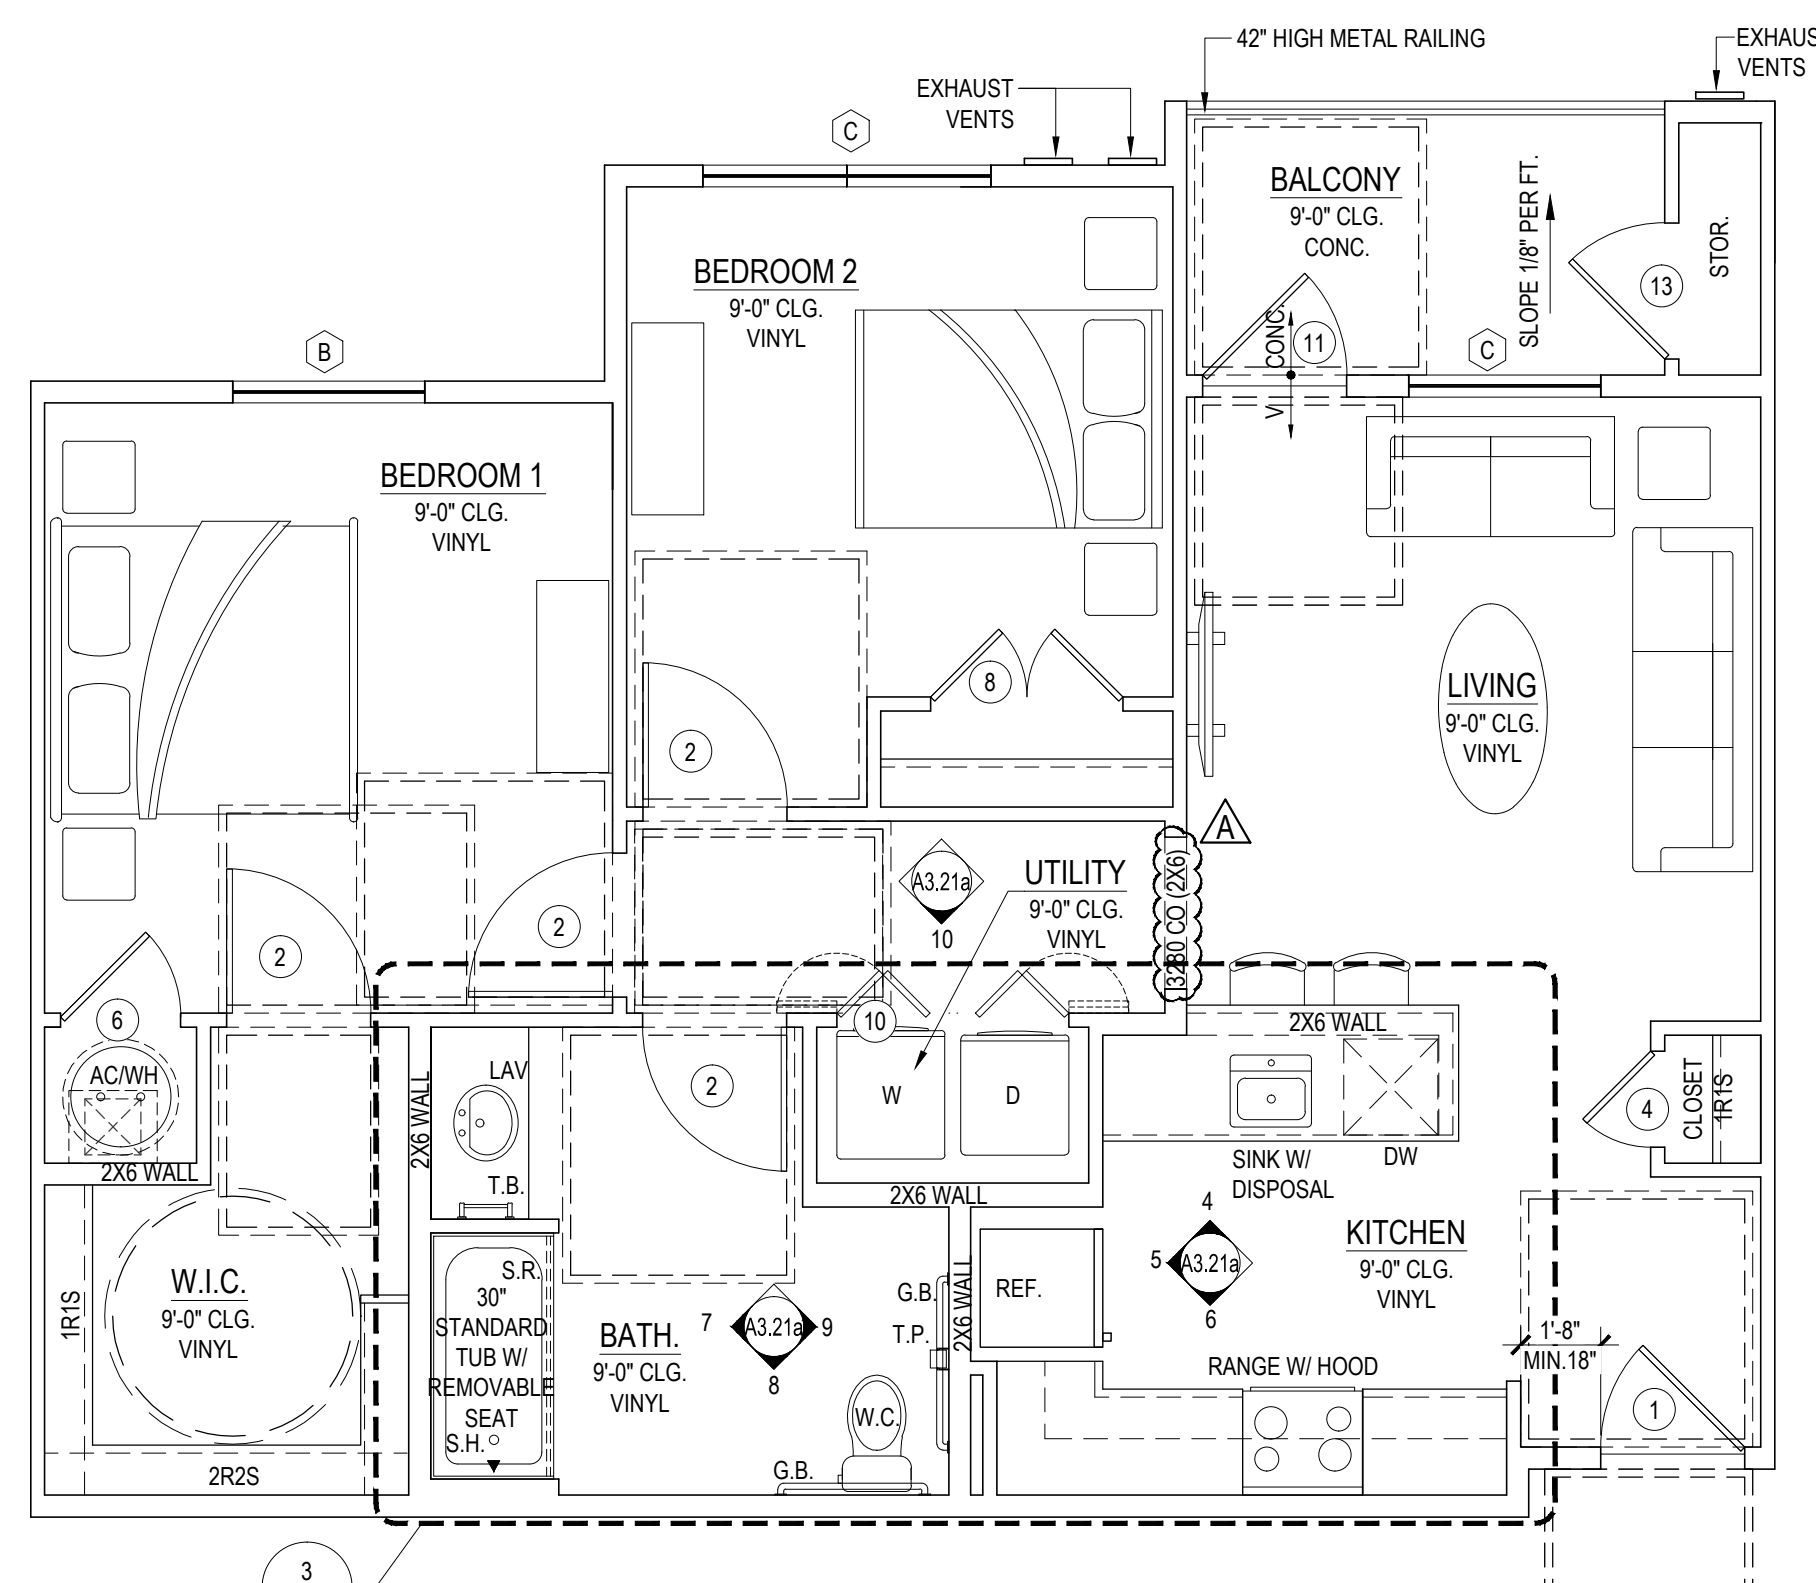 42" HIGH METAL RAILING
EXHAUS
VENTS
EXHAUST
VENTS
C
BALCONY
9'-0" CLG.
CONC.
SLOPE 1/8" PER FT.
STOR.
13
11
CONC.
V
C
BEDROOM 2
9'-0" CLG.
VINYL
B
BEDROOM 1
9'-0" CLG.
VINYL
8
2
LIVING
9'-0" CLG.
VINYL
A
3280 CO (2X6)
A3.21a
10
UTILITY
9'-0" CLG.
VINYL
2
2
6
AC/WH
2X6 WALL
2X6 WALL
LAV
T.B.
2
10
W
D
2X6 WALL
2X6 WALL
SINK W/
DISPOSAL
DW
4
CLOSET
1R1S
W.I.C.
9'-0" CLG.
VINYL
1R1S
2R2S
S.R.
30"
STANDARD
TUB W/
REMOVABLE
SEAT
S.H.
BATH.
9'-0" CLG.
VINYL
7
A3.21a
9
8
G.B.
T.P.
2X6 WALL
W.C.
G.B.
REF.
4
5
A3.21a
6
KITCHEN
9'-0" CLG.
VINYL
RANGE W/ HOOD
1'-8"
MIN.18"
1
3